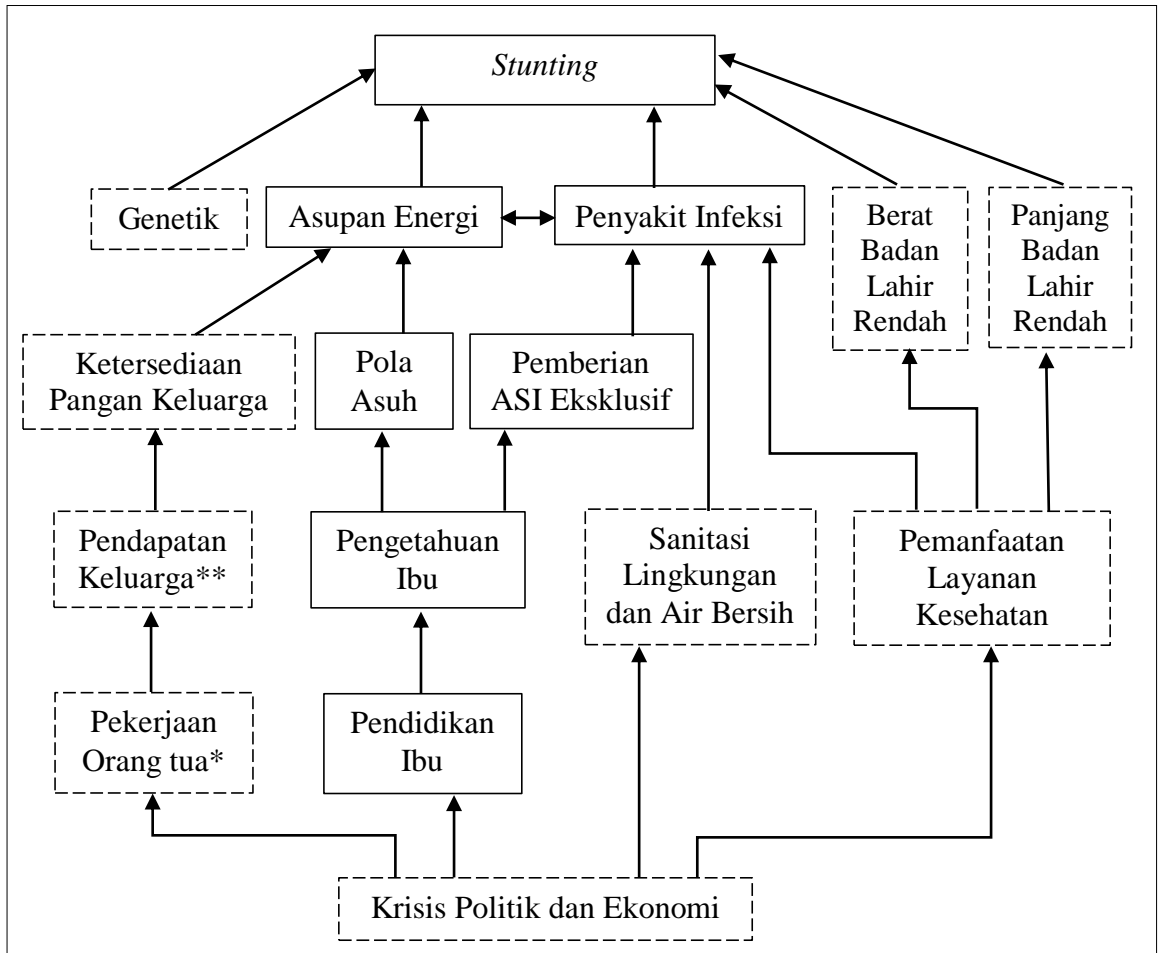 Stunting
Genetik
Asupan Energi
Penyakit Infeksi
Berat
Badan
Lahir
Rendah
Panjang
Badan
Lahir
Rendah
Ketersediaan
Pangan Keluarga
Pola
Asuh
Pemberian
ASI Eksklusif
Pendapatan
Keluarga**
Pengetahuan
Ibu
Sanitasi
Lingkungan
dan Air Bersih
Pemanfaatan
Layanan
Kesehatan
Pekerjaan
Orang tua*
Pendidikan
Ibu
Krisis Politik dan Ekonomi